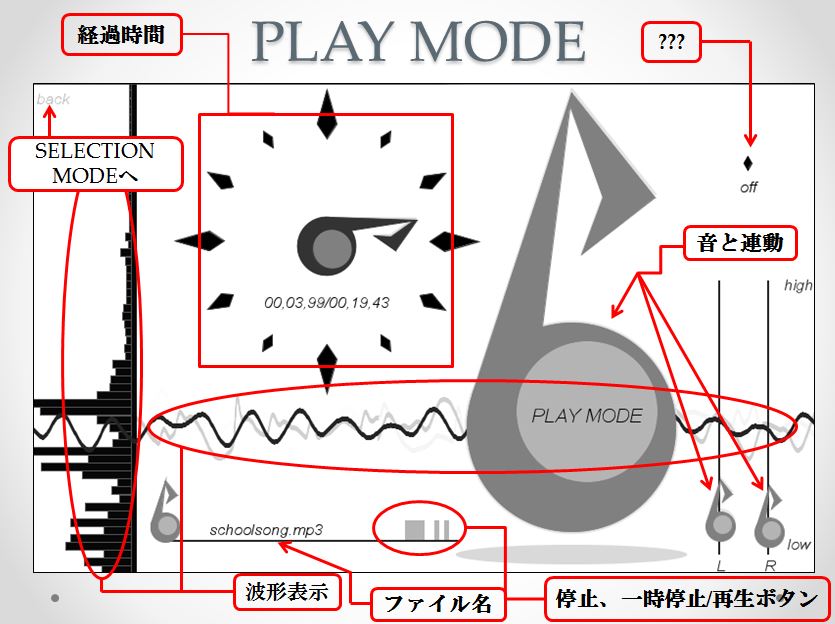 PLAY MODE
経過時間
???
back
SELECTION
MODEへ
off
音と連動
high
00,03,99/00,19,43
PLAY MODE
schoolsong.mp3
low
L
R
波形表示
ファイル名
停止、一時停止/再生ボタン